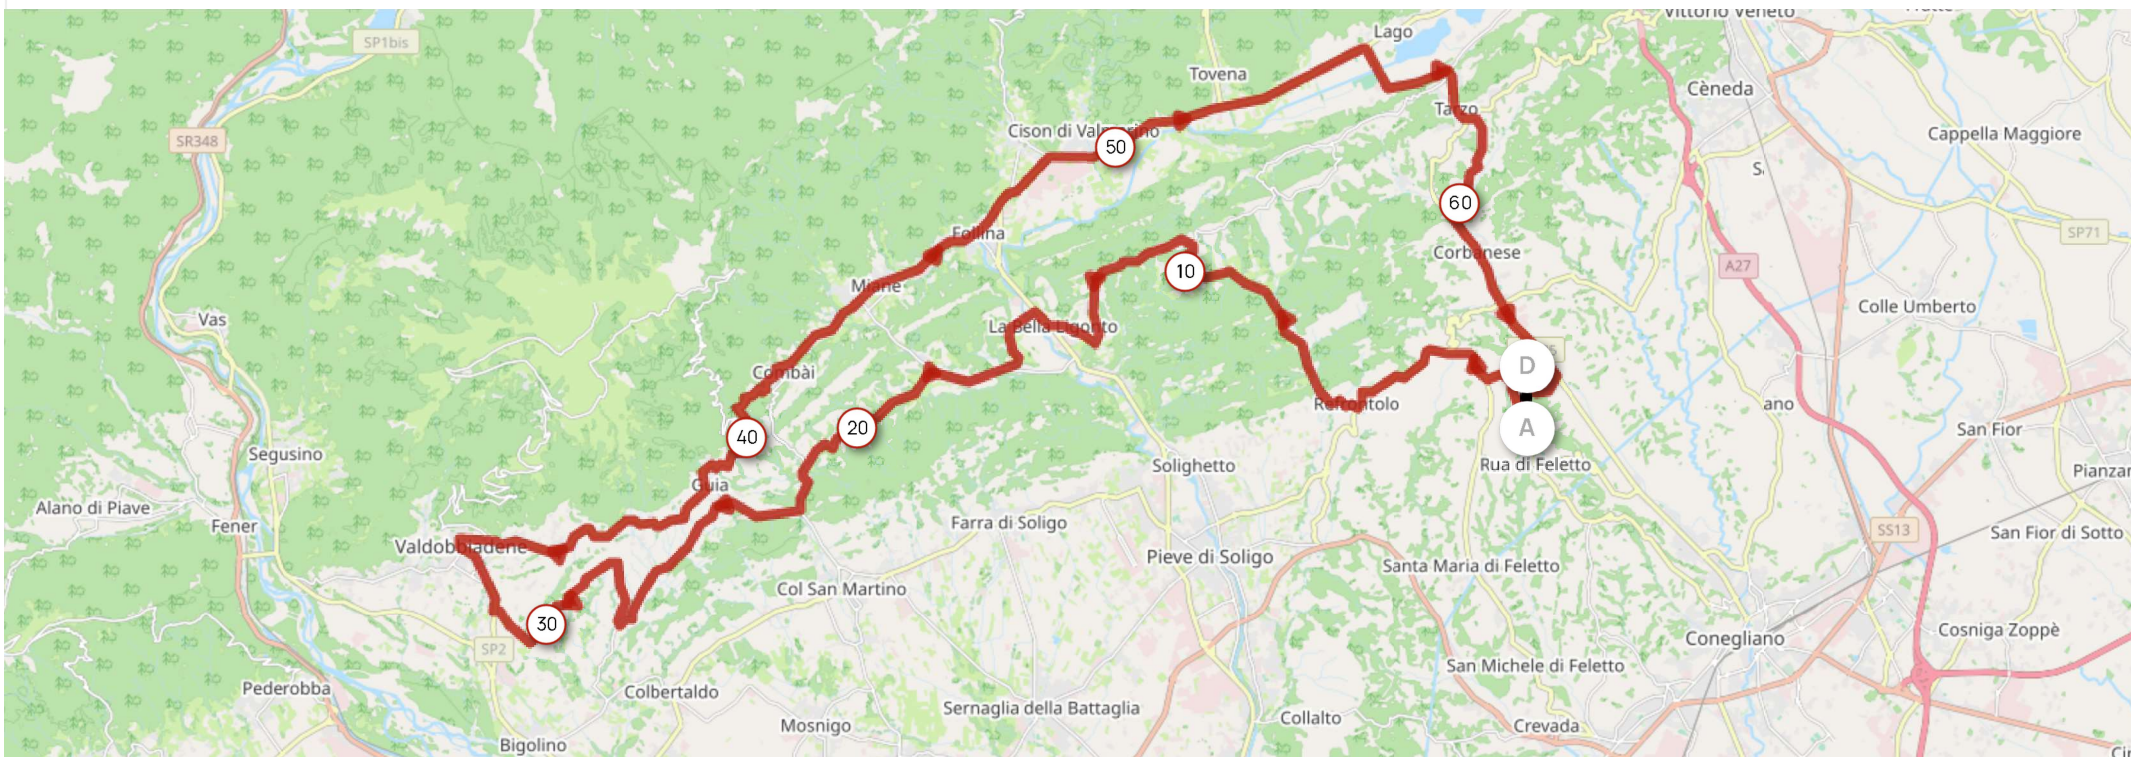 Vittorio Veneto
Lago
SP1bis
Tovena
Cèneda
Tarzo
Cison di Valmarino
50
Cappella Maggiore
SR348
60
Follina
Corbanese
SP71
A27
10
Miane
Vas
La Bella Ligonto
Colle Umberto
D
Combài
Refrontolo
ano
A
20
40
San Fior
Segusino
Solighetto
Rua di Feletto
Pianzan
Guia
Alano di Piave
Fener
Farra di Soligo
SS13
San Fior di Sotto
Valdobbiadene
Pieve di Soligo
Santa Maria di Feletto
Col San Martino
30
SP2
Conegliano
Cosniga Zoppè
San Michele di Feletto
Pederobba
Colbertaldo
Sernaglia della Battaglia
Mosnigo
Collalto
Crevada
Bigolino